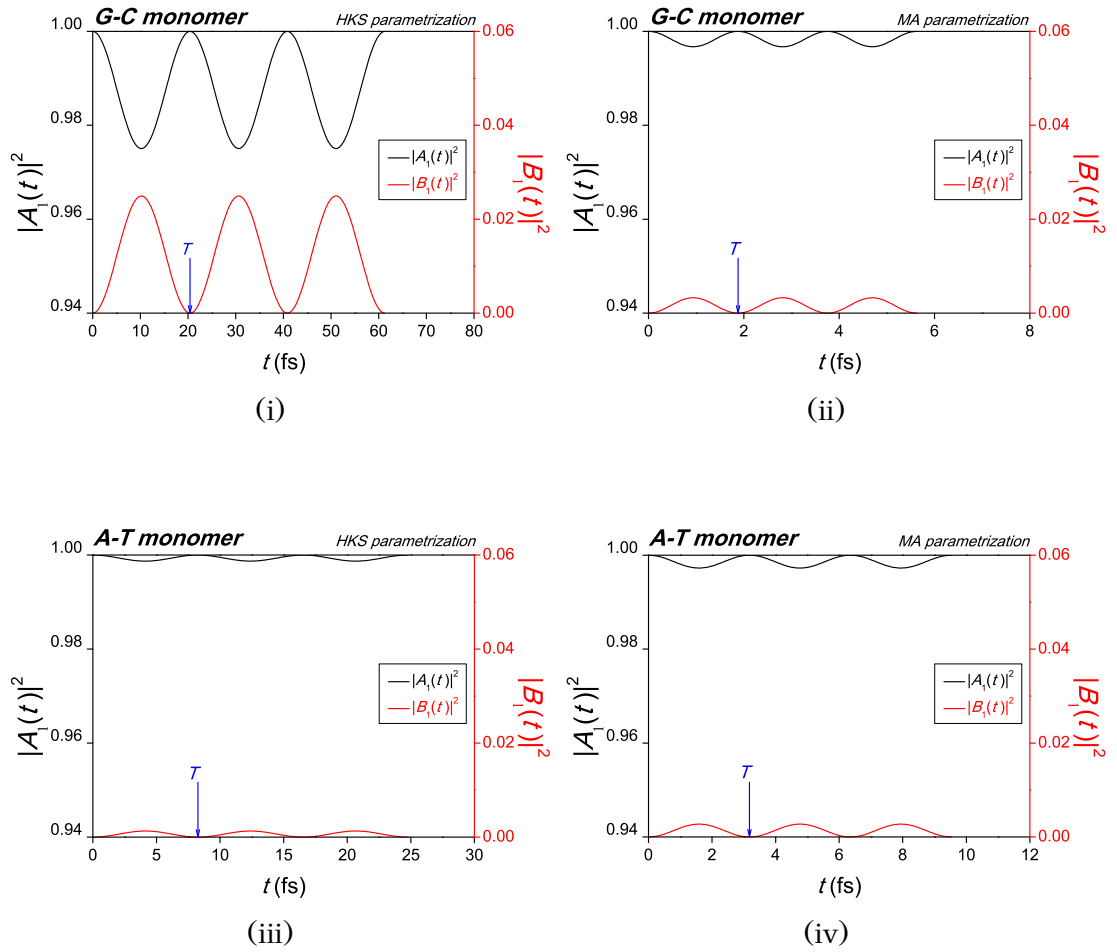 G-C monomer HKS parametrization
1.00
0.98
0.96
0.94
|A₁(t)|²
0.06
0.04
0.02
0.00
|B₁(t)|²
|A₁(t)|²
|B₁(t)|²
T
0 10 20 30 40 50 60 70 80
t (fs)
(i)
G-C monomer MA parametrization
1.00
0.98
0.96
0.94
|A₁(t)|²
0.06
0.04
0.02
0.00
|B₁(t)|²
|A₁(t)|²
|B₁(t)|²
T
0 2 4 6 8
t (fs)
(ii)
A-T monomer HKS parametrization
1.00
0.98
0.96
0.94
|A₁(t)|²
0.06
0.04
0.02
0.00
|B₁(t)|²
|A₁(t)|²
|B₁(t)|²
T
0 5 10 15 20 25 30
t (fs)
(iii)
A-T monomer MA parametrization
1.00
0.98
0.96
0.94
|A₁(t)|²
0.06
0.04
0.02
0.00
|B₁(t)|²
|A₁(t)|²
|B₁(t)|²
T
0 2 4 6 8 10 12
t (fs)
(iv)